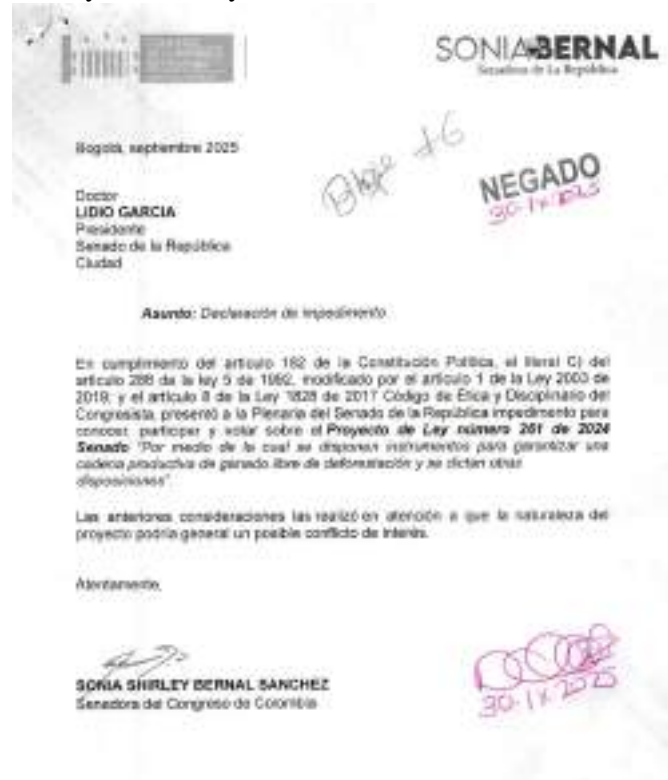 SONIA BERNAL
Senadora de La República
Bogotá, septiembre 2025
#6
NEGADO
30-IX-2025
Doctor
LIDIO GARCIA
Presidente
Senado de la República
Ciudad
Asunto: Declaración de impedimento
En cumplimiento del artículo 182 de la Constitución Política, el literal C) del
artículo 286 de la ley 5 de 1992, modificado por el artículo 1 de la Ley 2003 de
2019; y el artículo 8 de la Ley 1828 de 2017 Código de Ética y Disciplinario del
Congresista, presentó a la Plenaria del Senado de la República impedimento para
conocer, participar y votar sobre el Proyecto de Ley número 261 de 2024
Senado "Por medio de la cual se disponen instrumentos para garantizar una
cadena productiva de ganado libre de deforestación y se dictan otras
disposiciones".
Las anteriores consideraciones las realizó en atención a que la naturaleza del
proyecto podría general un posible conflicto de interés.
Atentamente,
SONIA SHIRLEY BERNAL SANCHEZ
Senadora del Congreso de Colombia
30-IX-2025